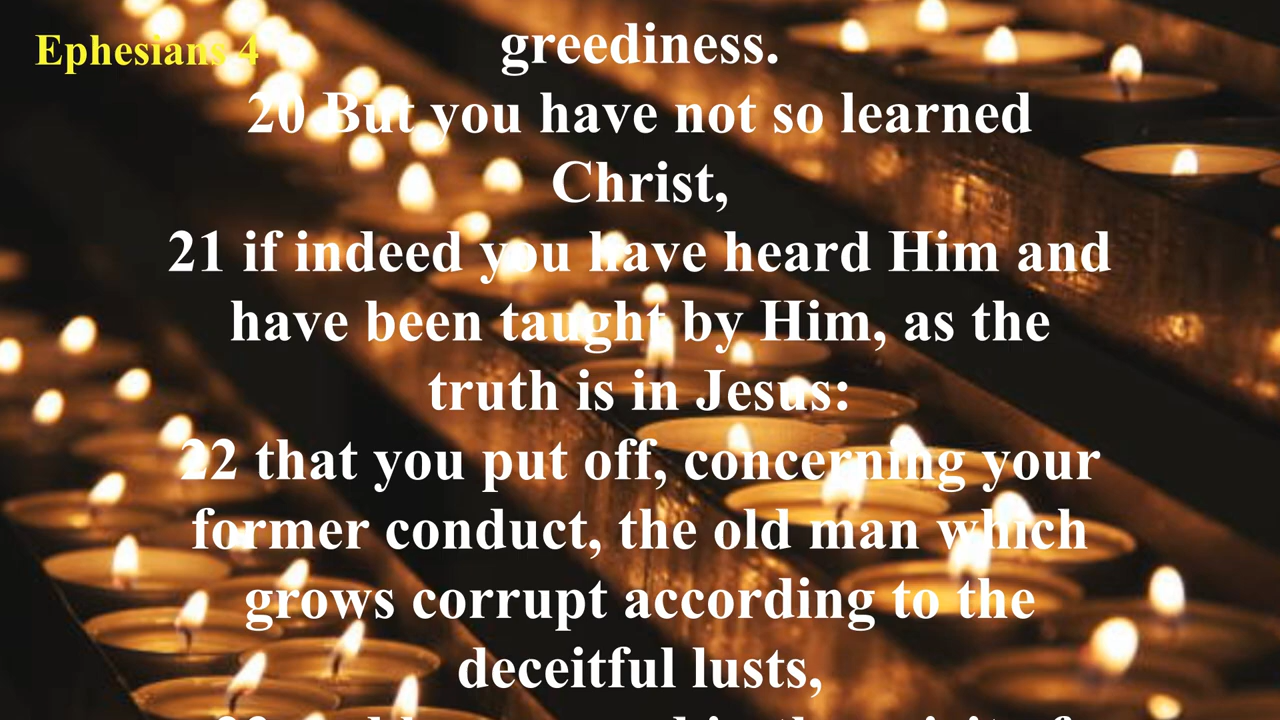 Ephesians 4
greediness.
20 But you have not so learned
Christ,
21 if indeed you have heard Him and
have been taught by Him, as the
truth is in Jesus:
22 that you put off, concerning your
former conduct, the old man which
grows corrupt according to the
deceitful lusts,